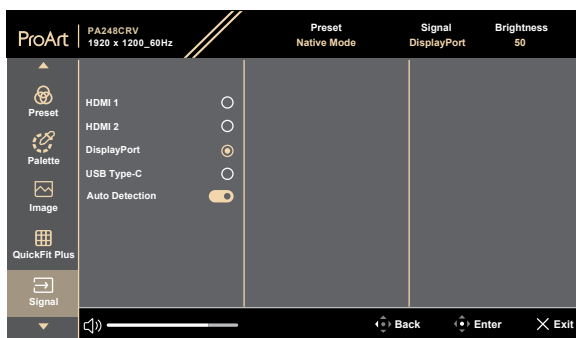 ProArt
PA248CRV
1920 x 1200_60Hz
Preset
Native Mode
Signal
DisplayPort
Brightness
50
Preset
Palette
Image
QuickFit Plus
Signal
HDMI 1
HDMI 2
DisplayPort
USB Type-C
Auto Detection
Back
Enter
Exit